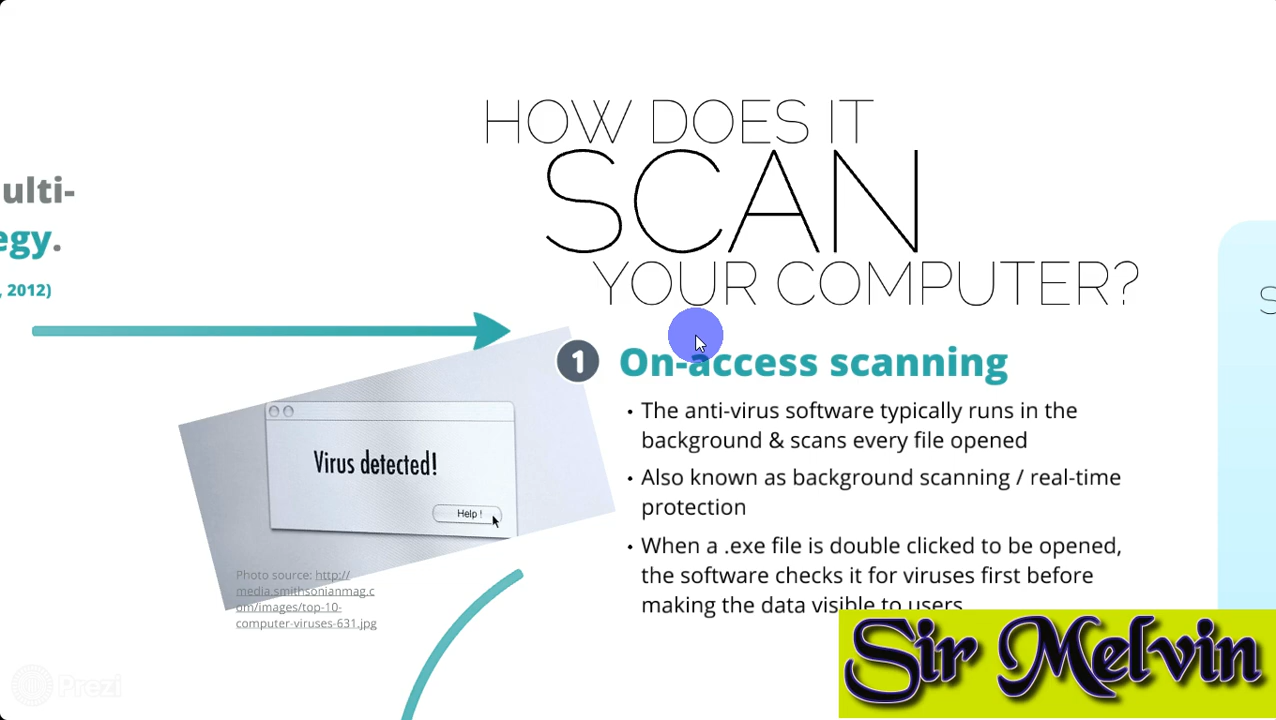 HOW DOES IT
SCAN
YOUR COMPUTER?
ulti-
egy.
, 2012)
1 On-access scanning
• The anti-virus software typically runs in the
background & scans every file opened
• Also known as background scanning / real-time
protection
• When a .exe file is double clicked to be opened,
the software checks it for viruses first before
making the data visible to users.
Virus detected!
Help !
Photo source: http://
media.smithsonianmag.c
om/images/top-10-
computer-viruses-631.jpg
S
Prezi
Sir Melvin